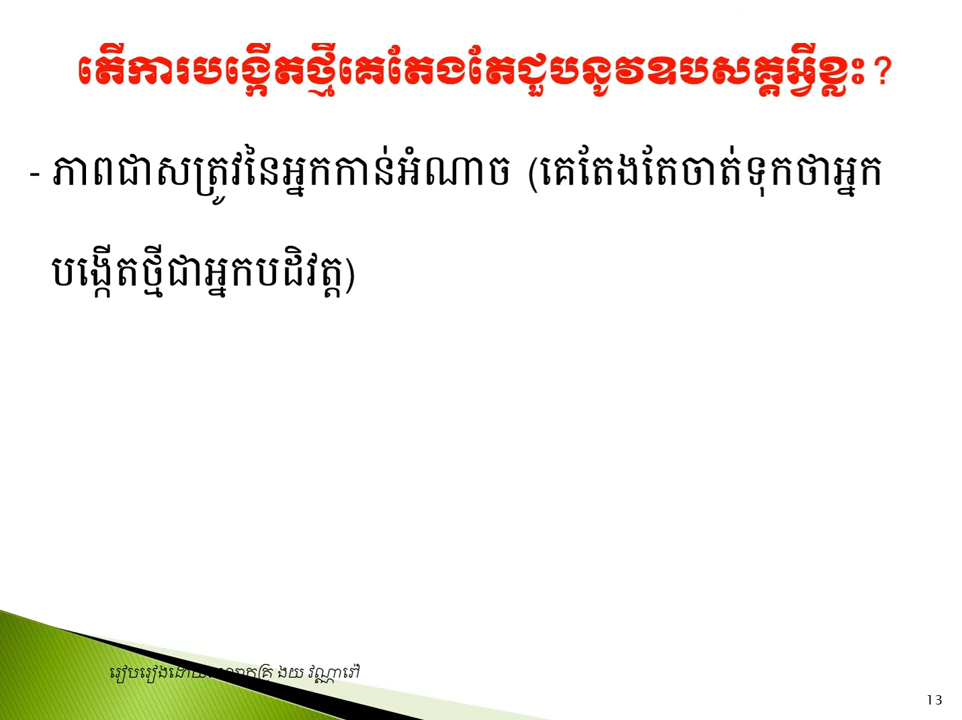 តើការបង្កើតថ្មីគេតែងតែជួបនូវឧបសគ្គអ្វីខ្លះ?
- ភាពជាសត្រូវនៃអ្នកកាន់អំណាច (គេតែងតែចាត់ទុកថាអ្នក
បង្កើតថ្មីជាអ្នកបដិវត្ត)
រៀបរៀងដោយ ងយ វណ្ណារៅ
13